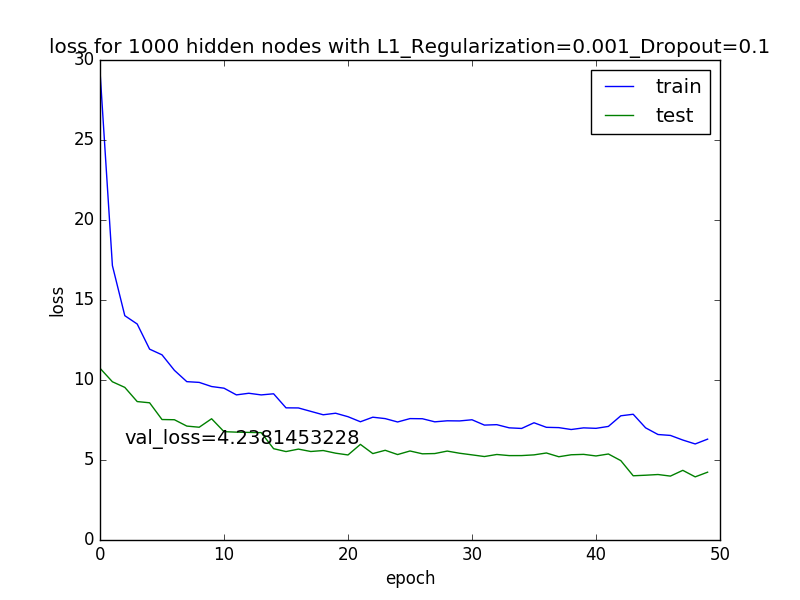 loss for 1000 hidden nodes with L1_Regularization=0.001_Dropout=0.1
30
25
20
15
10
5
0
loss
train
test
val_loss=4.2381453228
0 10 20 30 40 50
epoch